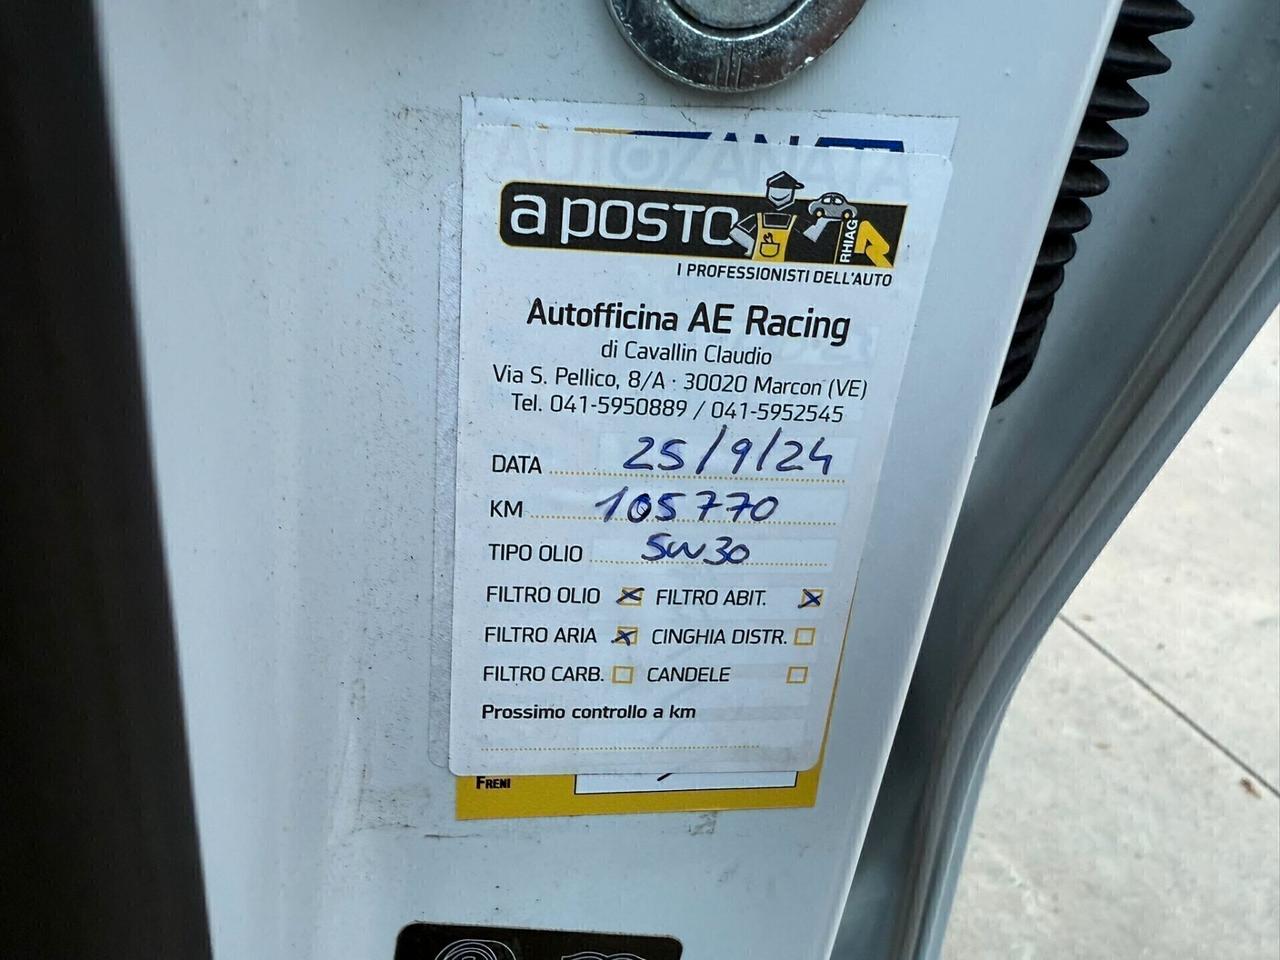 AUTOZANATA
a POSTO
RHIAG
I PROFESSIONISTI DELL'AUTO
Autofficina AE Racing
di Cavallin Claudio
Via S. Pellico, 8/A · 30020 Marcon (VE)
Tel. 041-5950889 / 041-5952545
DATA 25/9/24
KM 105770
TIPO OLIO 5W30
FILTRO OLIO FILTRO ABIT.
FILTRO ARIA CINGHIA DISTR.
FILTRO CARB. CANDELE
Prossimo controllo a km
FRENI